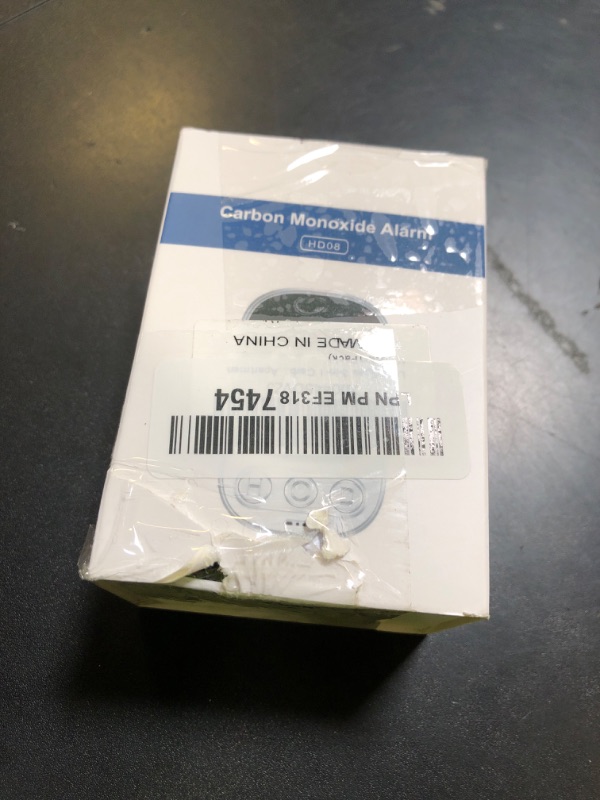 Carbon Monoxide Alarm
HD08
MADE IN CHINA
LPN PM EF3187454